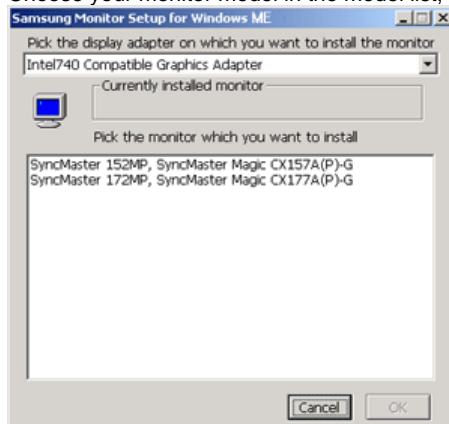 Choose your monitor model in the model list,
Samsung Monitor Setup for Windows ME
Pick the display adapter on which you want to install the monitor
Intel740 Compatible Graphics Adapter
Currently installed monitor
Pick the monitor which you want to install
SyncMaster 152MP, SyncMaster Magic CX157A(P)-G
SyncMaster 172MP, SyncMaster Magic CX177A(P)-G
Cancel
OK